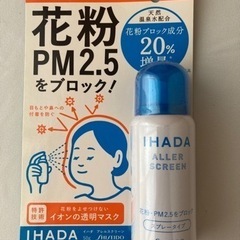 花粉
PM2.5
をブロック!
天然
温泉水配合
花粉ブロック成分
20%
増量
目もとや鼻への
付着を防ぐ
特許
技術
花粉をよせつけない
イオンの透明マスク
IHADA
SHISEIDO
IHADA
ALLER
SCREEN
花粉・PM2.5をブロック
スプレータイプ